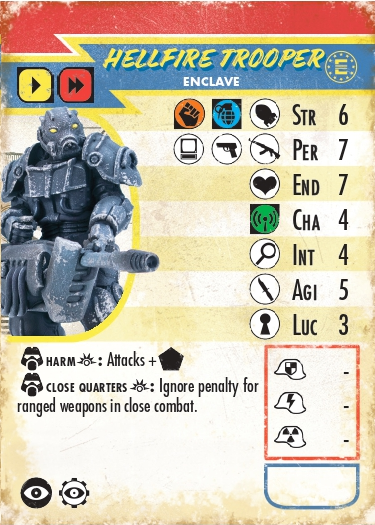 HELLFIRE TROOPER
E
ENCLAVE
STR 6
PER 7
END 7
CHA 4
INT 4
AGI 5
LUC 3
HARM : Attacks +
CLOSE QUARTERS : Ignore penalty for
ranged weapons in close combat.
-
-
-